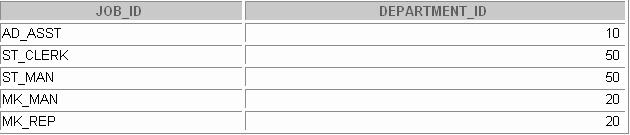 JOB_ID DEPARTMENT_ID
AD_ASST 10
ST_CLERK 50
ST_MAN 50
MK_MAN 20
MK_REP 20